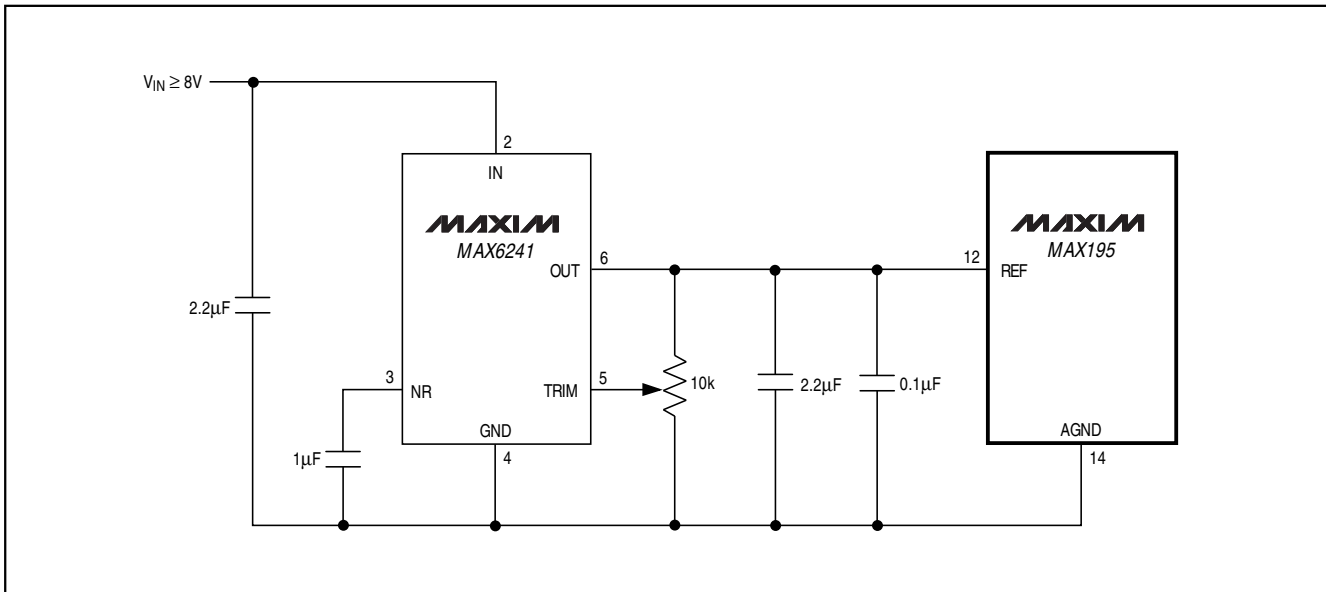 VIN ≥ 8V
2
IN
MAXIM
MAX6241
OUT
6
2.2µF
3
NR
TRIM
5
10k
2.2µF
0.1µF
GND
4
1µF
12
REF
MAXIM
MAX195
AGND
14